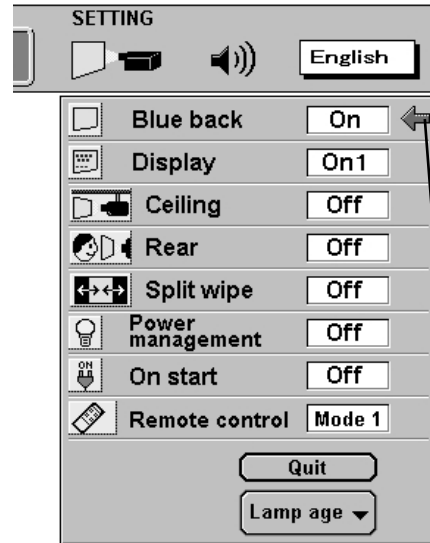 SETTING
English
Blue back On
Display On1
Ceiling Off
Rear Off
Split wipe Off
Power
management Off
ON
On start Off
Remote control Mode 1
Quit
Lamp age